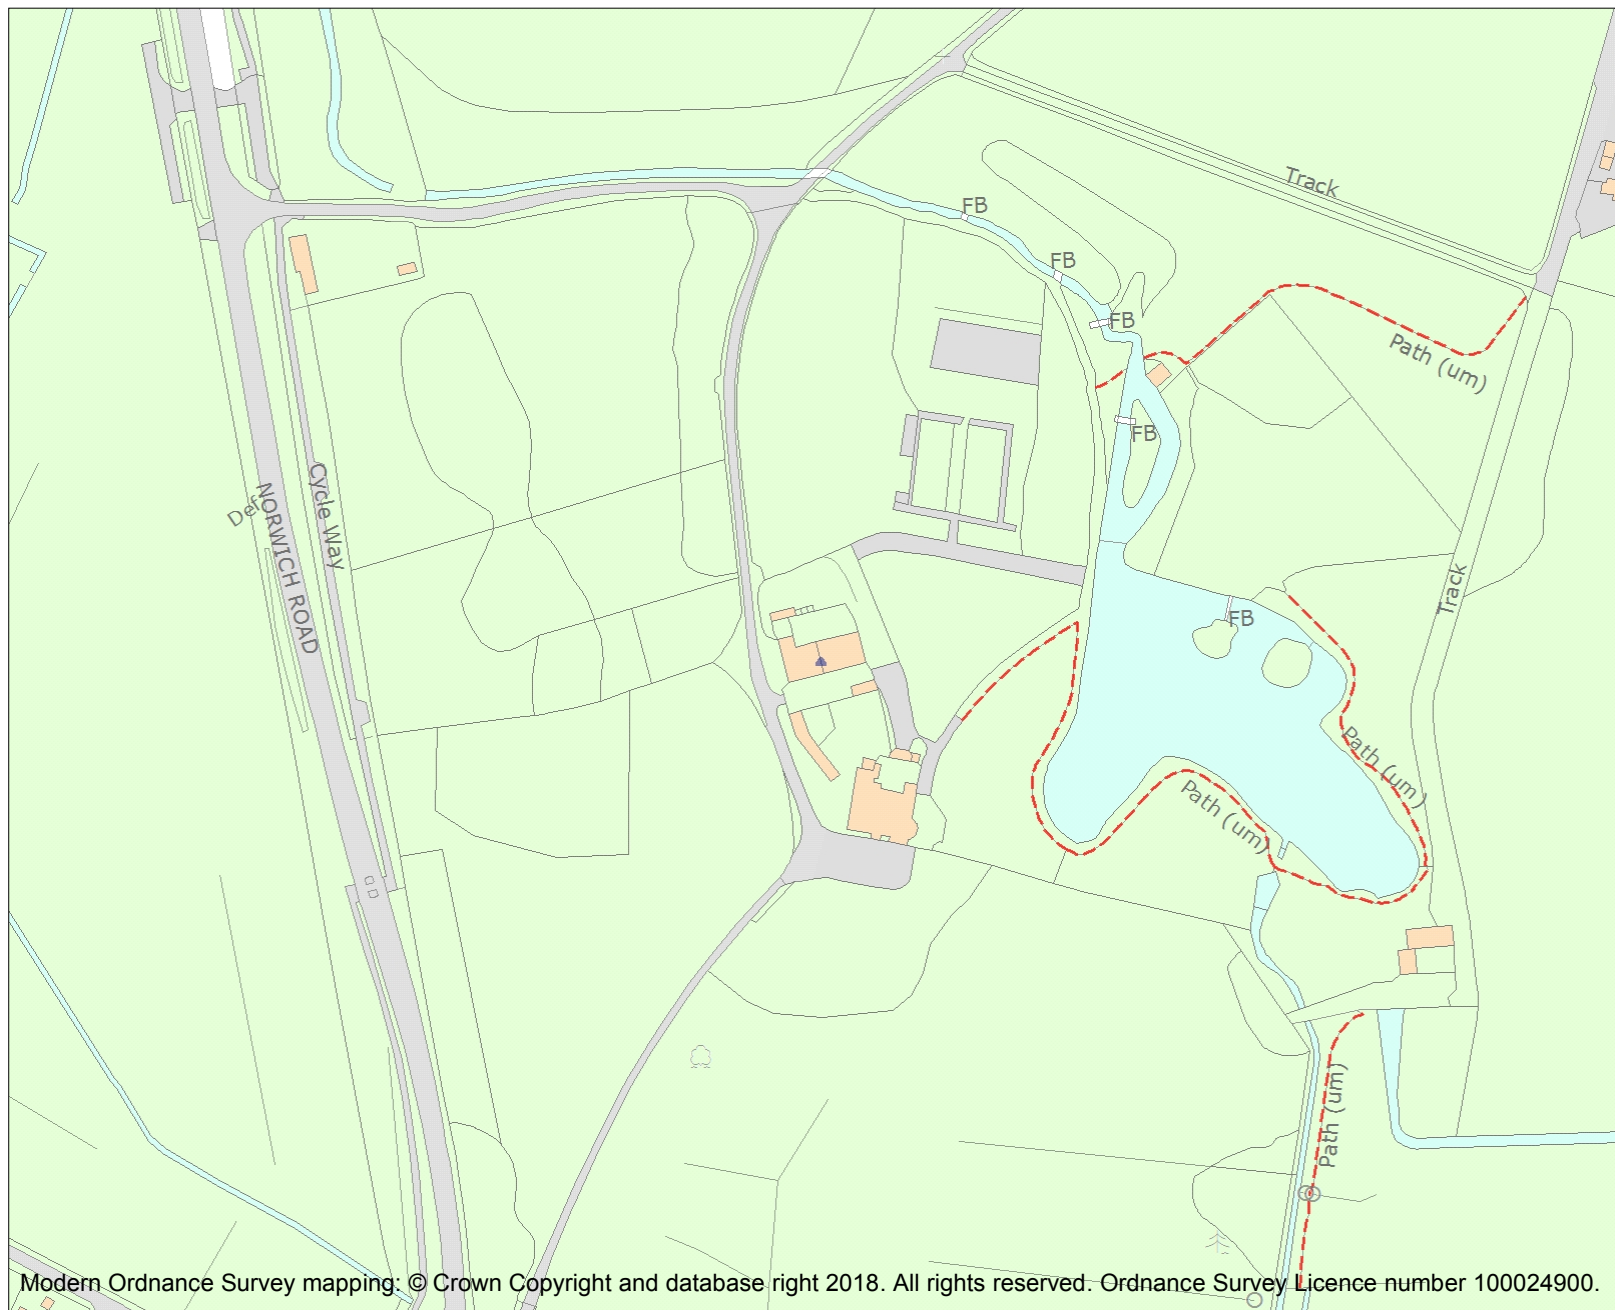 Track
FB
FB
FB
Path (um)
FB
Def
NORWICH ROAD
Cycle Way
Track
FB
Path (um)
Path (um)
Path (um)
Modern Ordnance Survey mapping: © Crown Copyright and database right 2018. All rights reserved. Ordnance Survey Licence number 100024900.